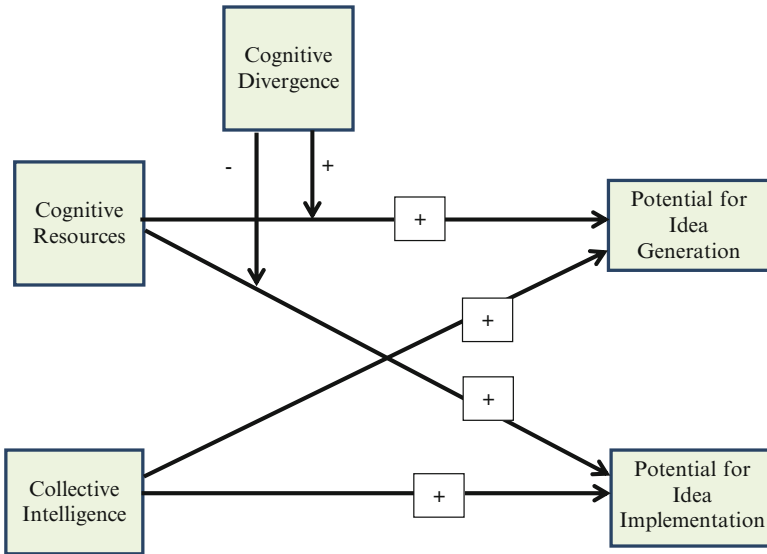 Cognitive
Divergence
-
+
Cognitive
Resources
+
Potential for
Idea
Generation
+
+
Collective
Intelligence
+
Potential for
Idea
Implementation